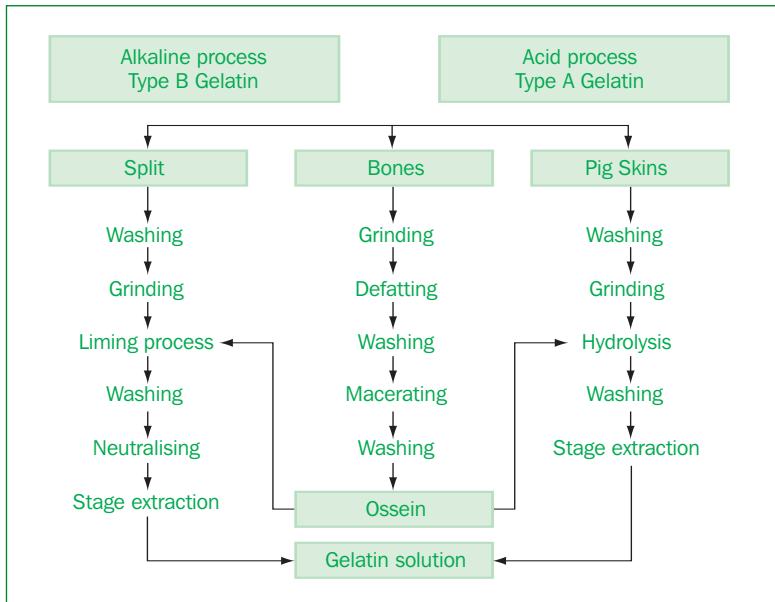 Alkaline process
Type B Gelatin
Acid process
Type A Gelatin
Split
Bones
Pig Skins
Washing
Grinding
Washing
Grinding
Defatting
Grinding
Liming process
Washing
Hydrolysis
Washing
Macerating
Washing
Neutralising
Washing
Stage extraction
Stage extraction
Ossein
Gelatin solution